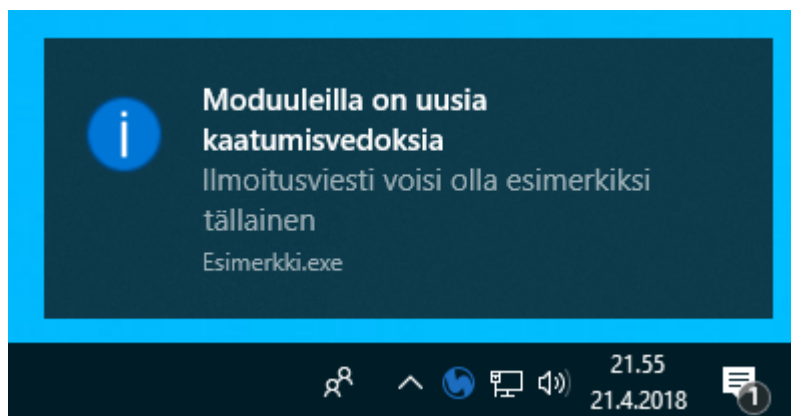 Moduuleilla on uusia
kaatumisvedoksia
Ilmoitusviesti voisi olla esimerkiksi
tällainen
Esimerkki.exe
21.55
21.4.2018
1